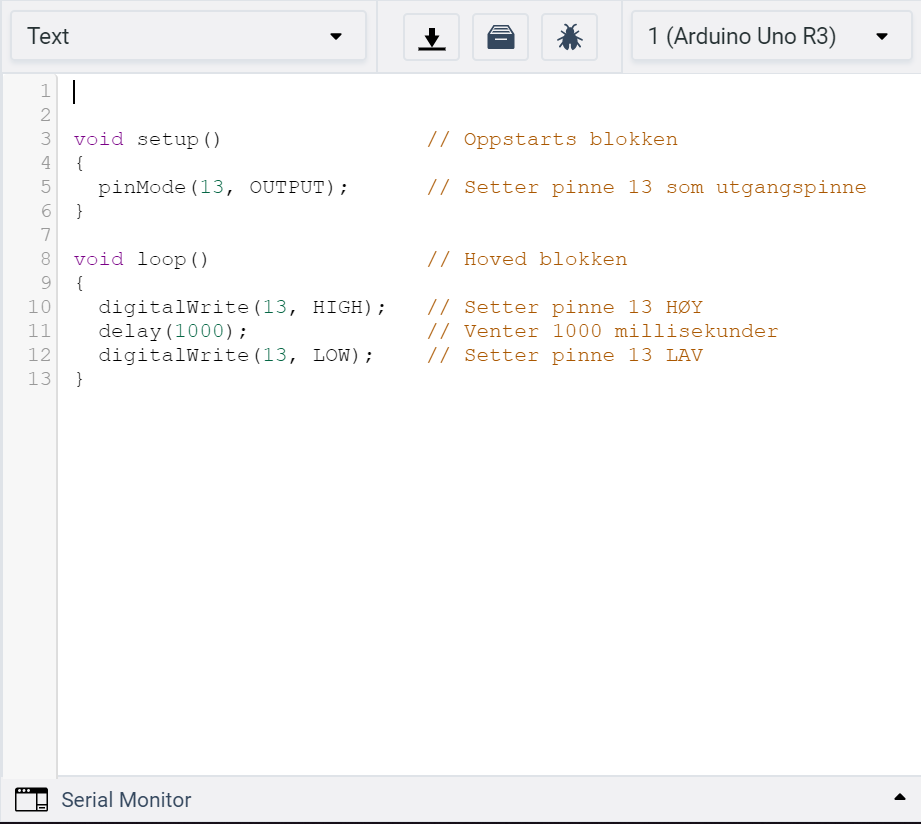 Text
1 (Arduino Uno R3)
1
2
3 void setup() // Oppstarts blokken
4 {
5 pinMode(13, OUTPUT); // Setter pinne 13 som utgangspinne
6 }
7
8 void loop() // Hoved blokken
9 {
10 digitalWrite(13, HIGH); // Setter pinne 13 HØY
11 delay(1000); // Venter 1000 millisekunder
12 digitalWrite(13, LOW); // Setter pinne 13 LAV
13 }
Serial Monitor